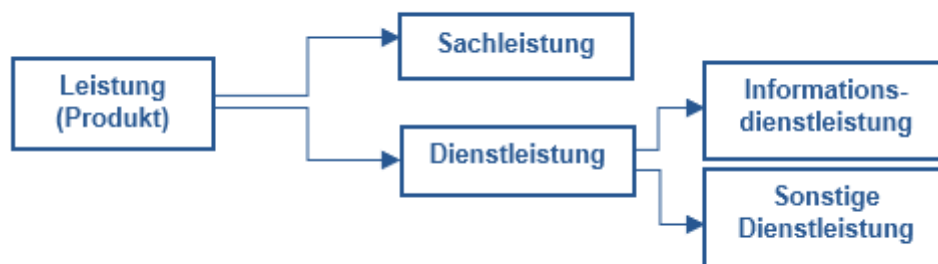 Leistung
(Produkt)
Sachleistung
Dienstleistung
Informations-
dienstleistung
Sonstige
Dienstleistung